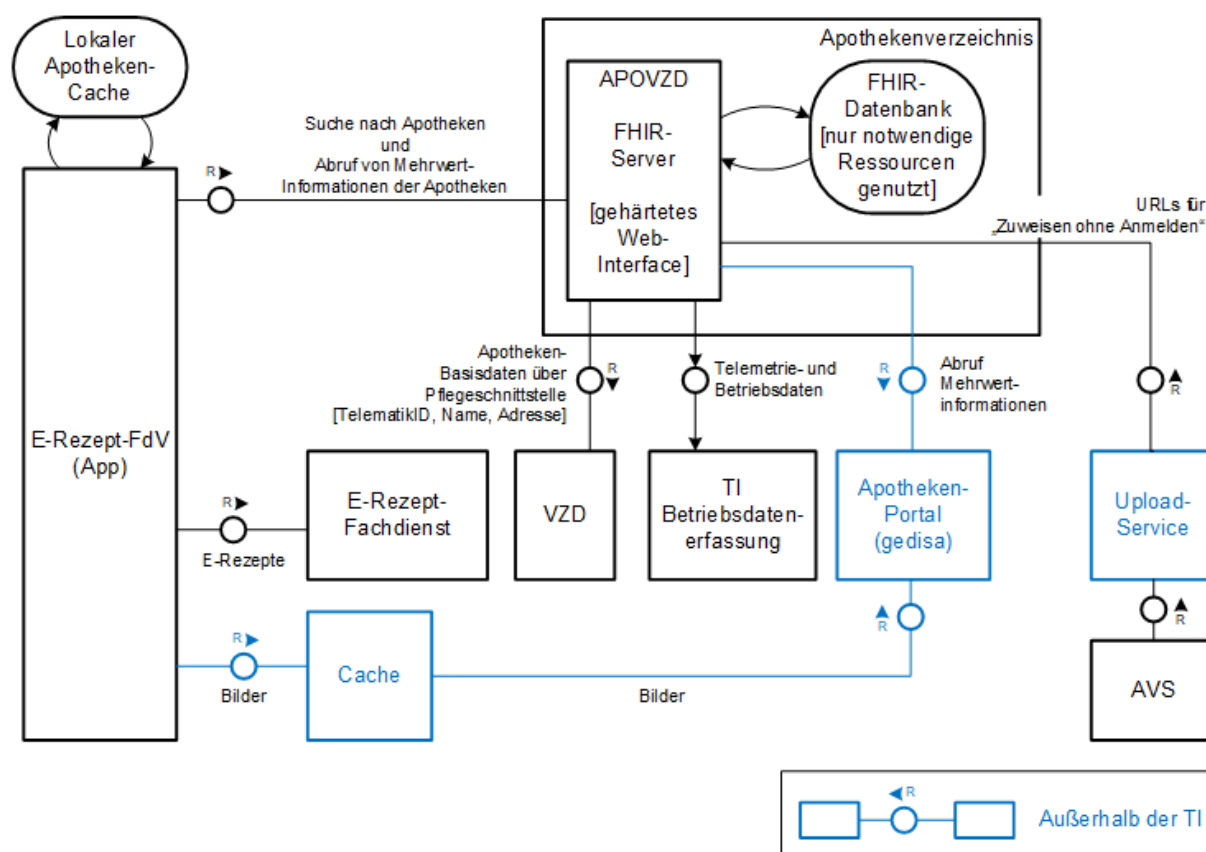 Lokaler
Apotheken-
Cache
Apothekenverzeichnis
APOVZD
FHIR-
Server
[gehärtetes
Web-
Interface]
FHIR-
Datenbank
[nur notwendige
Ressourcen
genutzt]
Suche nach Apotheken
und
Abruf von Mehrwert-
Informationen der Apotheken
R
URLs für
„Zuweisen ohne Anmelden“
Apotheken-
Basisdaten über
Pflegeschnittstelle
[TelematikID, Name, Adresse]
R
Telemetrie- und
Betriebsdaten
R
Abruf
Mehrwert-
informationen
R
E-Rezept-FdV
(App)
R
E-Rezepte
E-Rezept-
Fachdienst
VZD
TI
Betriebsdaten-
erfassung
Apotheken-
Portal
(gedisa)
Upload-
Service
R
Bilder
Cache
Bilder
R
R
AVS
R
Außerhalb der TI